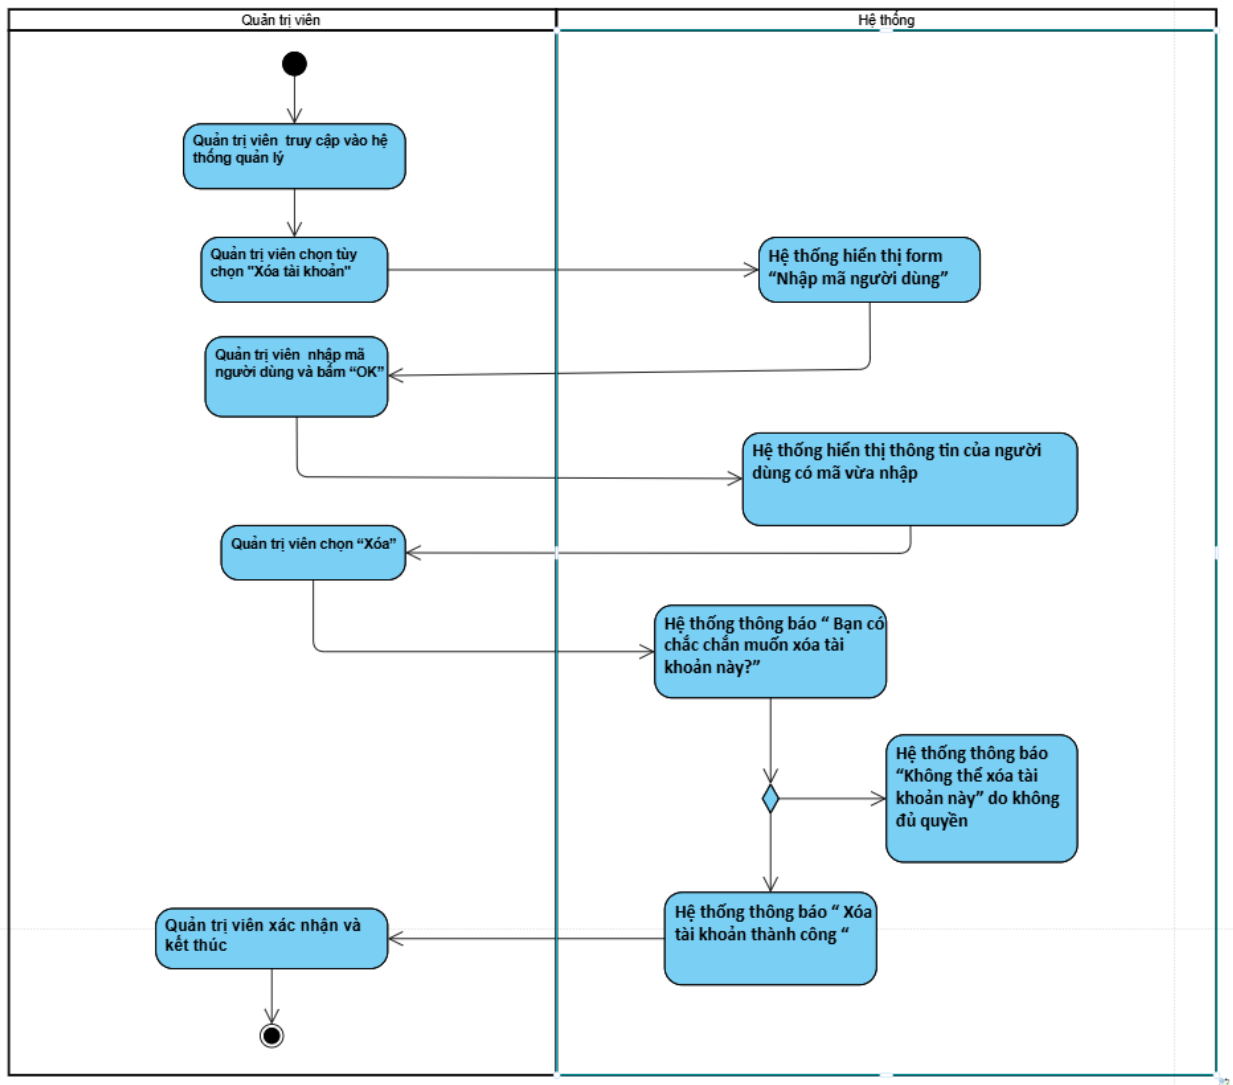 Quản trị viên
Hệ thống
Quản trị viên  truy cập vào hệ
thống quản lý
Quản trị viên chọn tùy
chọn "Xóa tài khoản"
Hệ thống hiển thị form
“Nhập mã người dùng”
Quản trị viên  nhập mã
người dùng và bấm “OK”
Hệ thống hiển thị thông tin của người
dùng có mã vừa nhập
Quản trị viên chọn “Xóa”
Hệ thống thông báo “ Bạn có
chắc chắn muốn xóa tài
khoản này?”
Hệ thống thông báo
“Không thể xóa tài
khoản này” do không
đủ quyền
Hệ thống thông báo “ Xóa
tài khoản thành công “
Quản trị viên xác nhận và
kết thúc